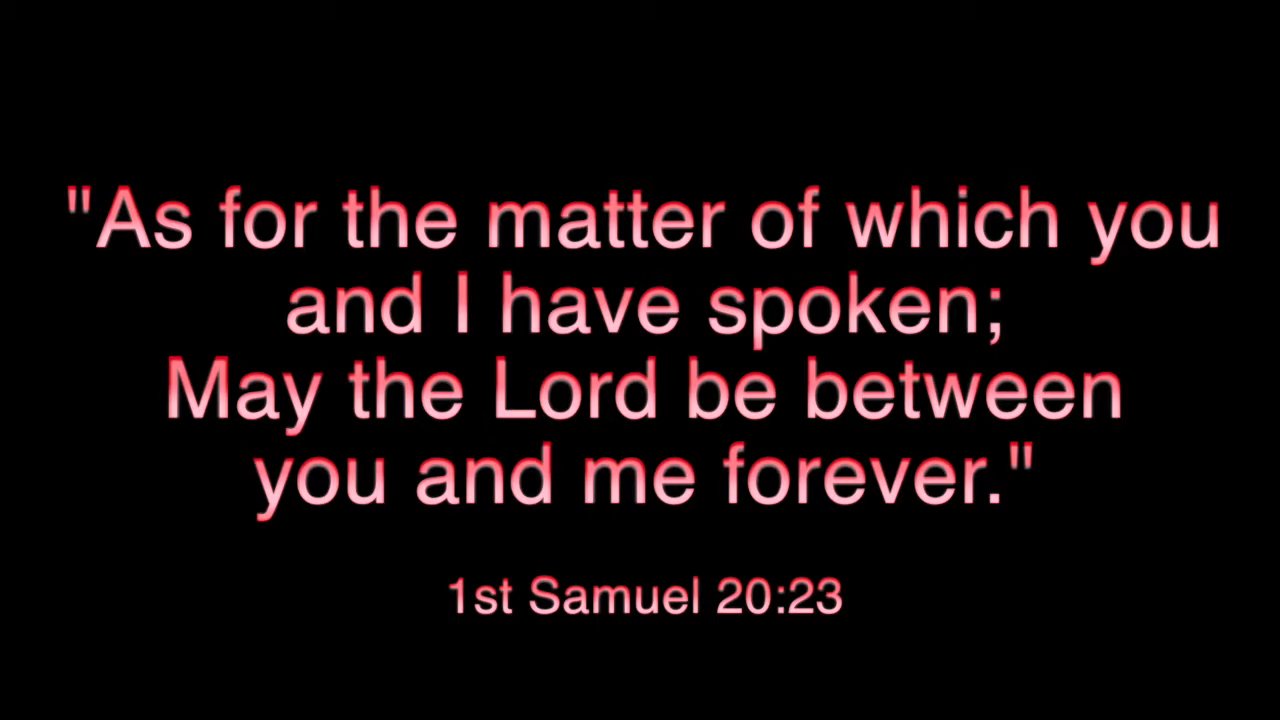 "As for the matter of which you
and I have spoken;
May the Lord be between
you and me forever."
1st Samuel 20:23